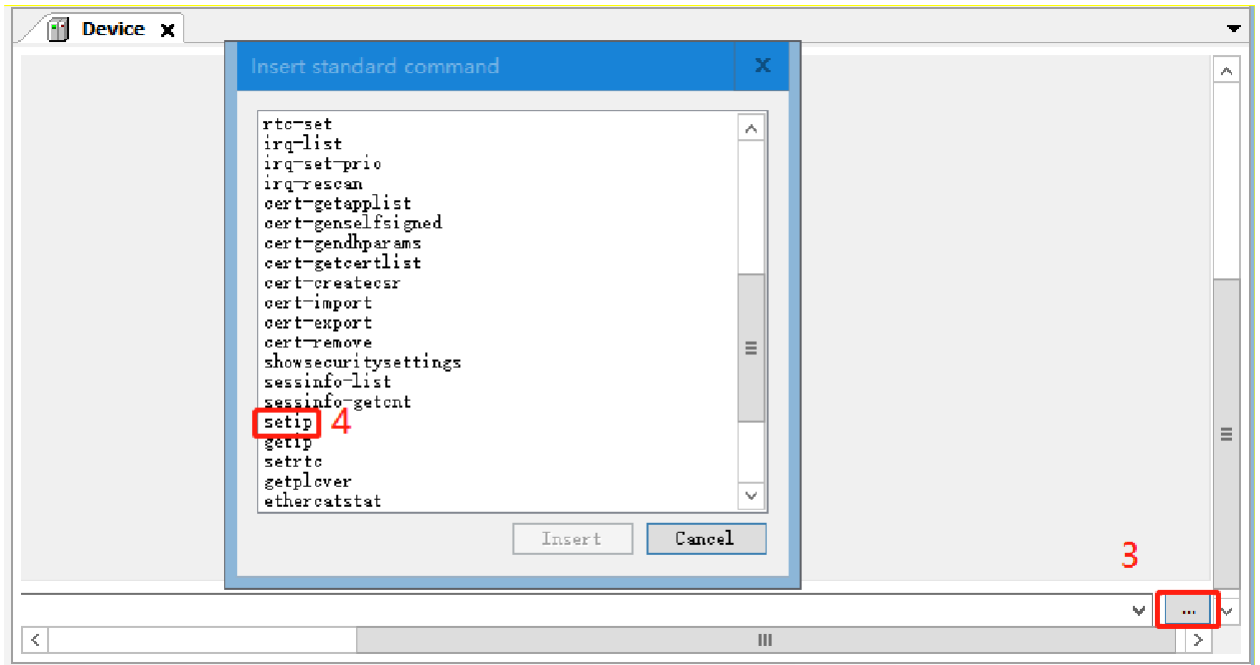 Device
Insert standard command
rtc-set
irq-list
irq-set-prio
irq-rescan
cert-getapplist
cert-genselfsigned
cert-gendhparams
cert-getcertlist
cert-createcsr
cert-import
cert-export
cert-remove
showsecuritysettings
sessinfo-list
sessinfo-getcnt
setip 4
getip
setrtc
getplcver
ethercatstat
Insert Cancel
3
...